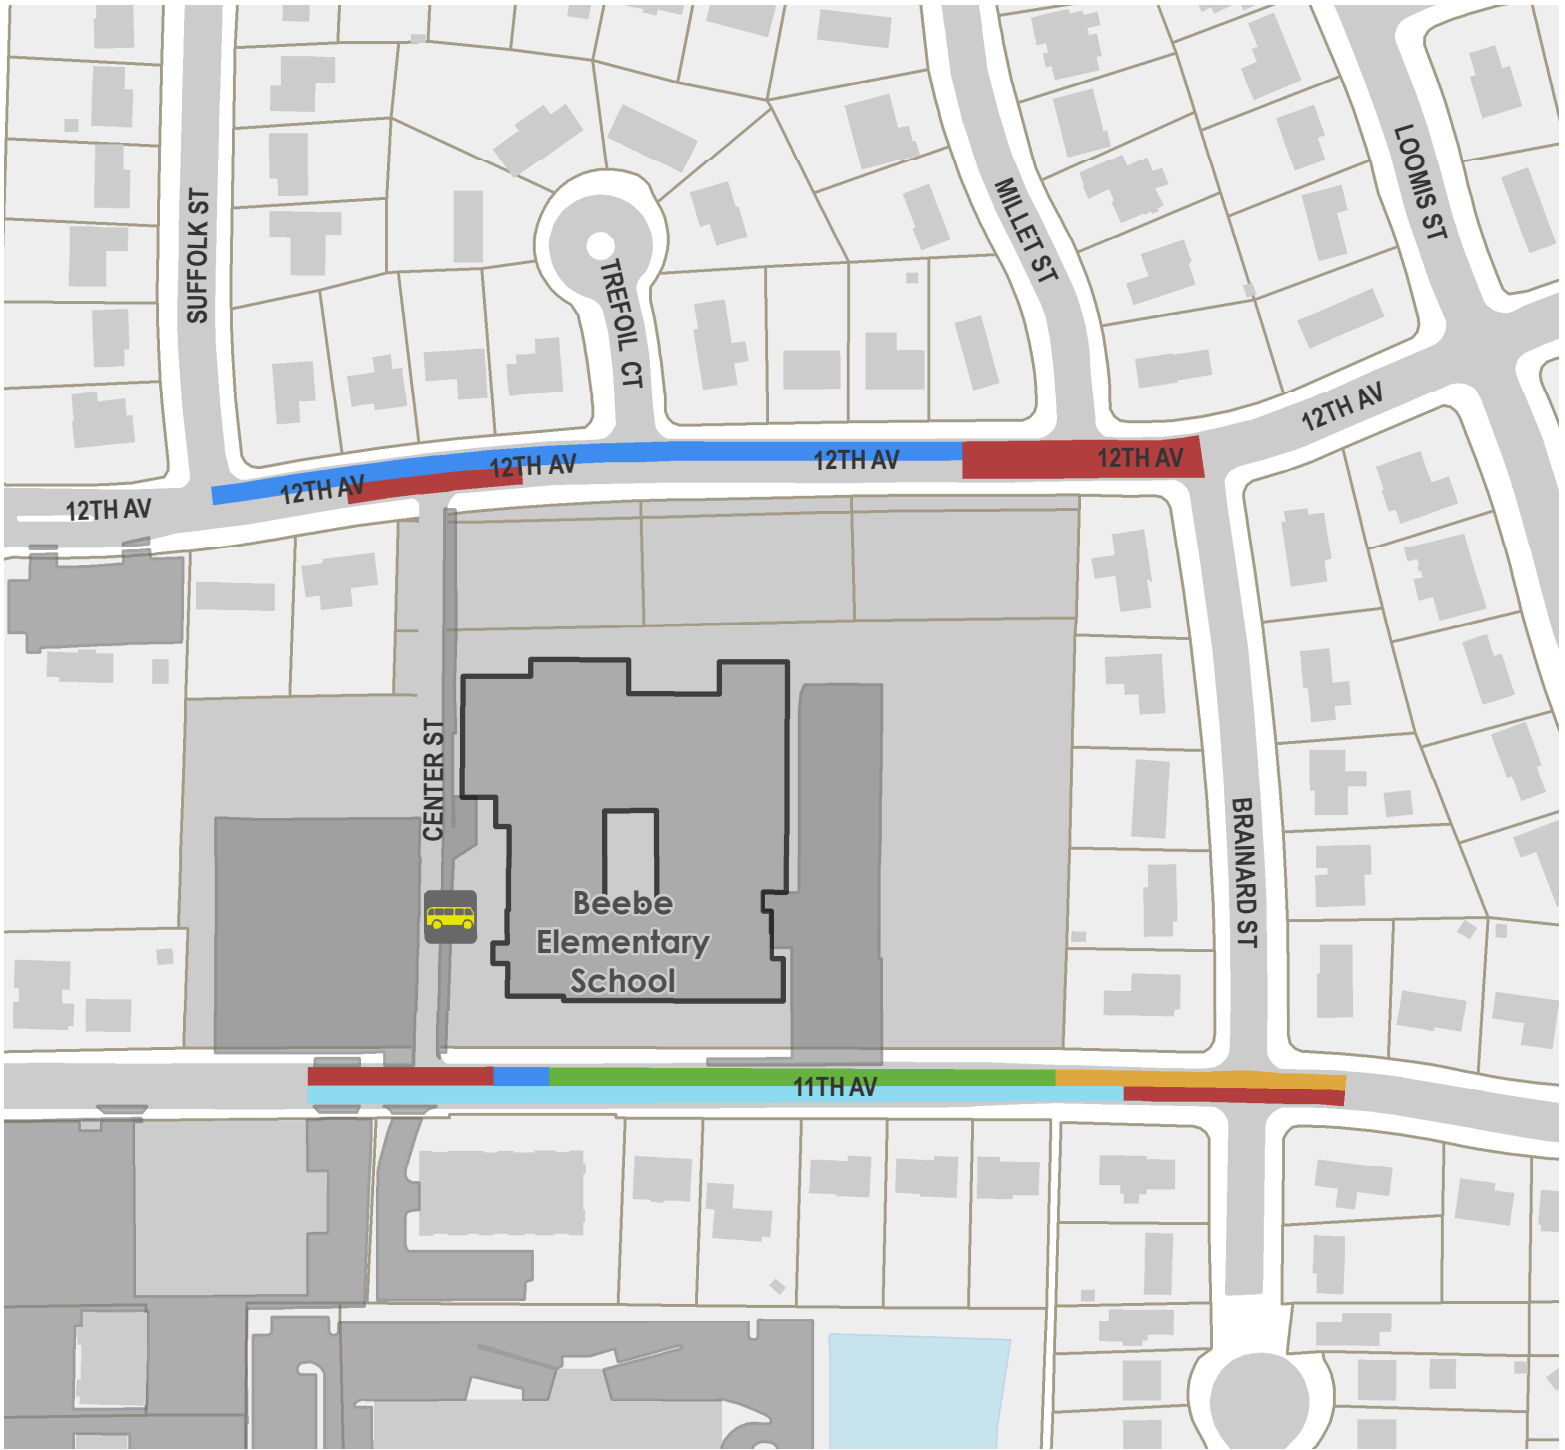 SUFFOLK ST
TREFOIL CT
MILLET ST
LOOMIS ST
12TH AV
12TH AV
12TH AV
12TH AV
12TH AV
12TH AV
CENTER ST
BRAINARD ST
Beebe
Elementary
School
11TH AV